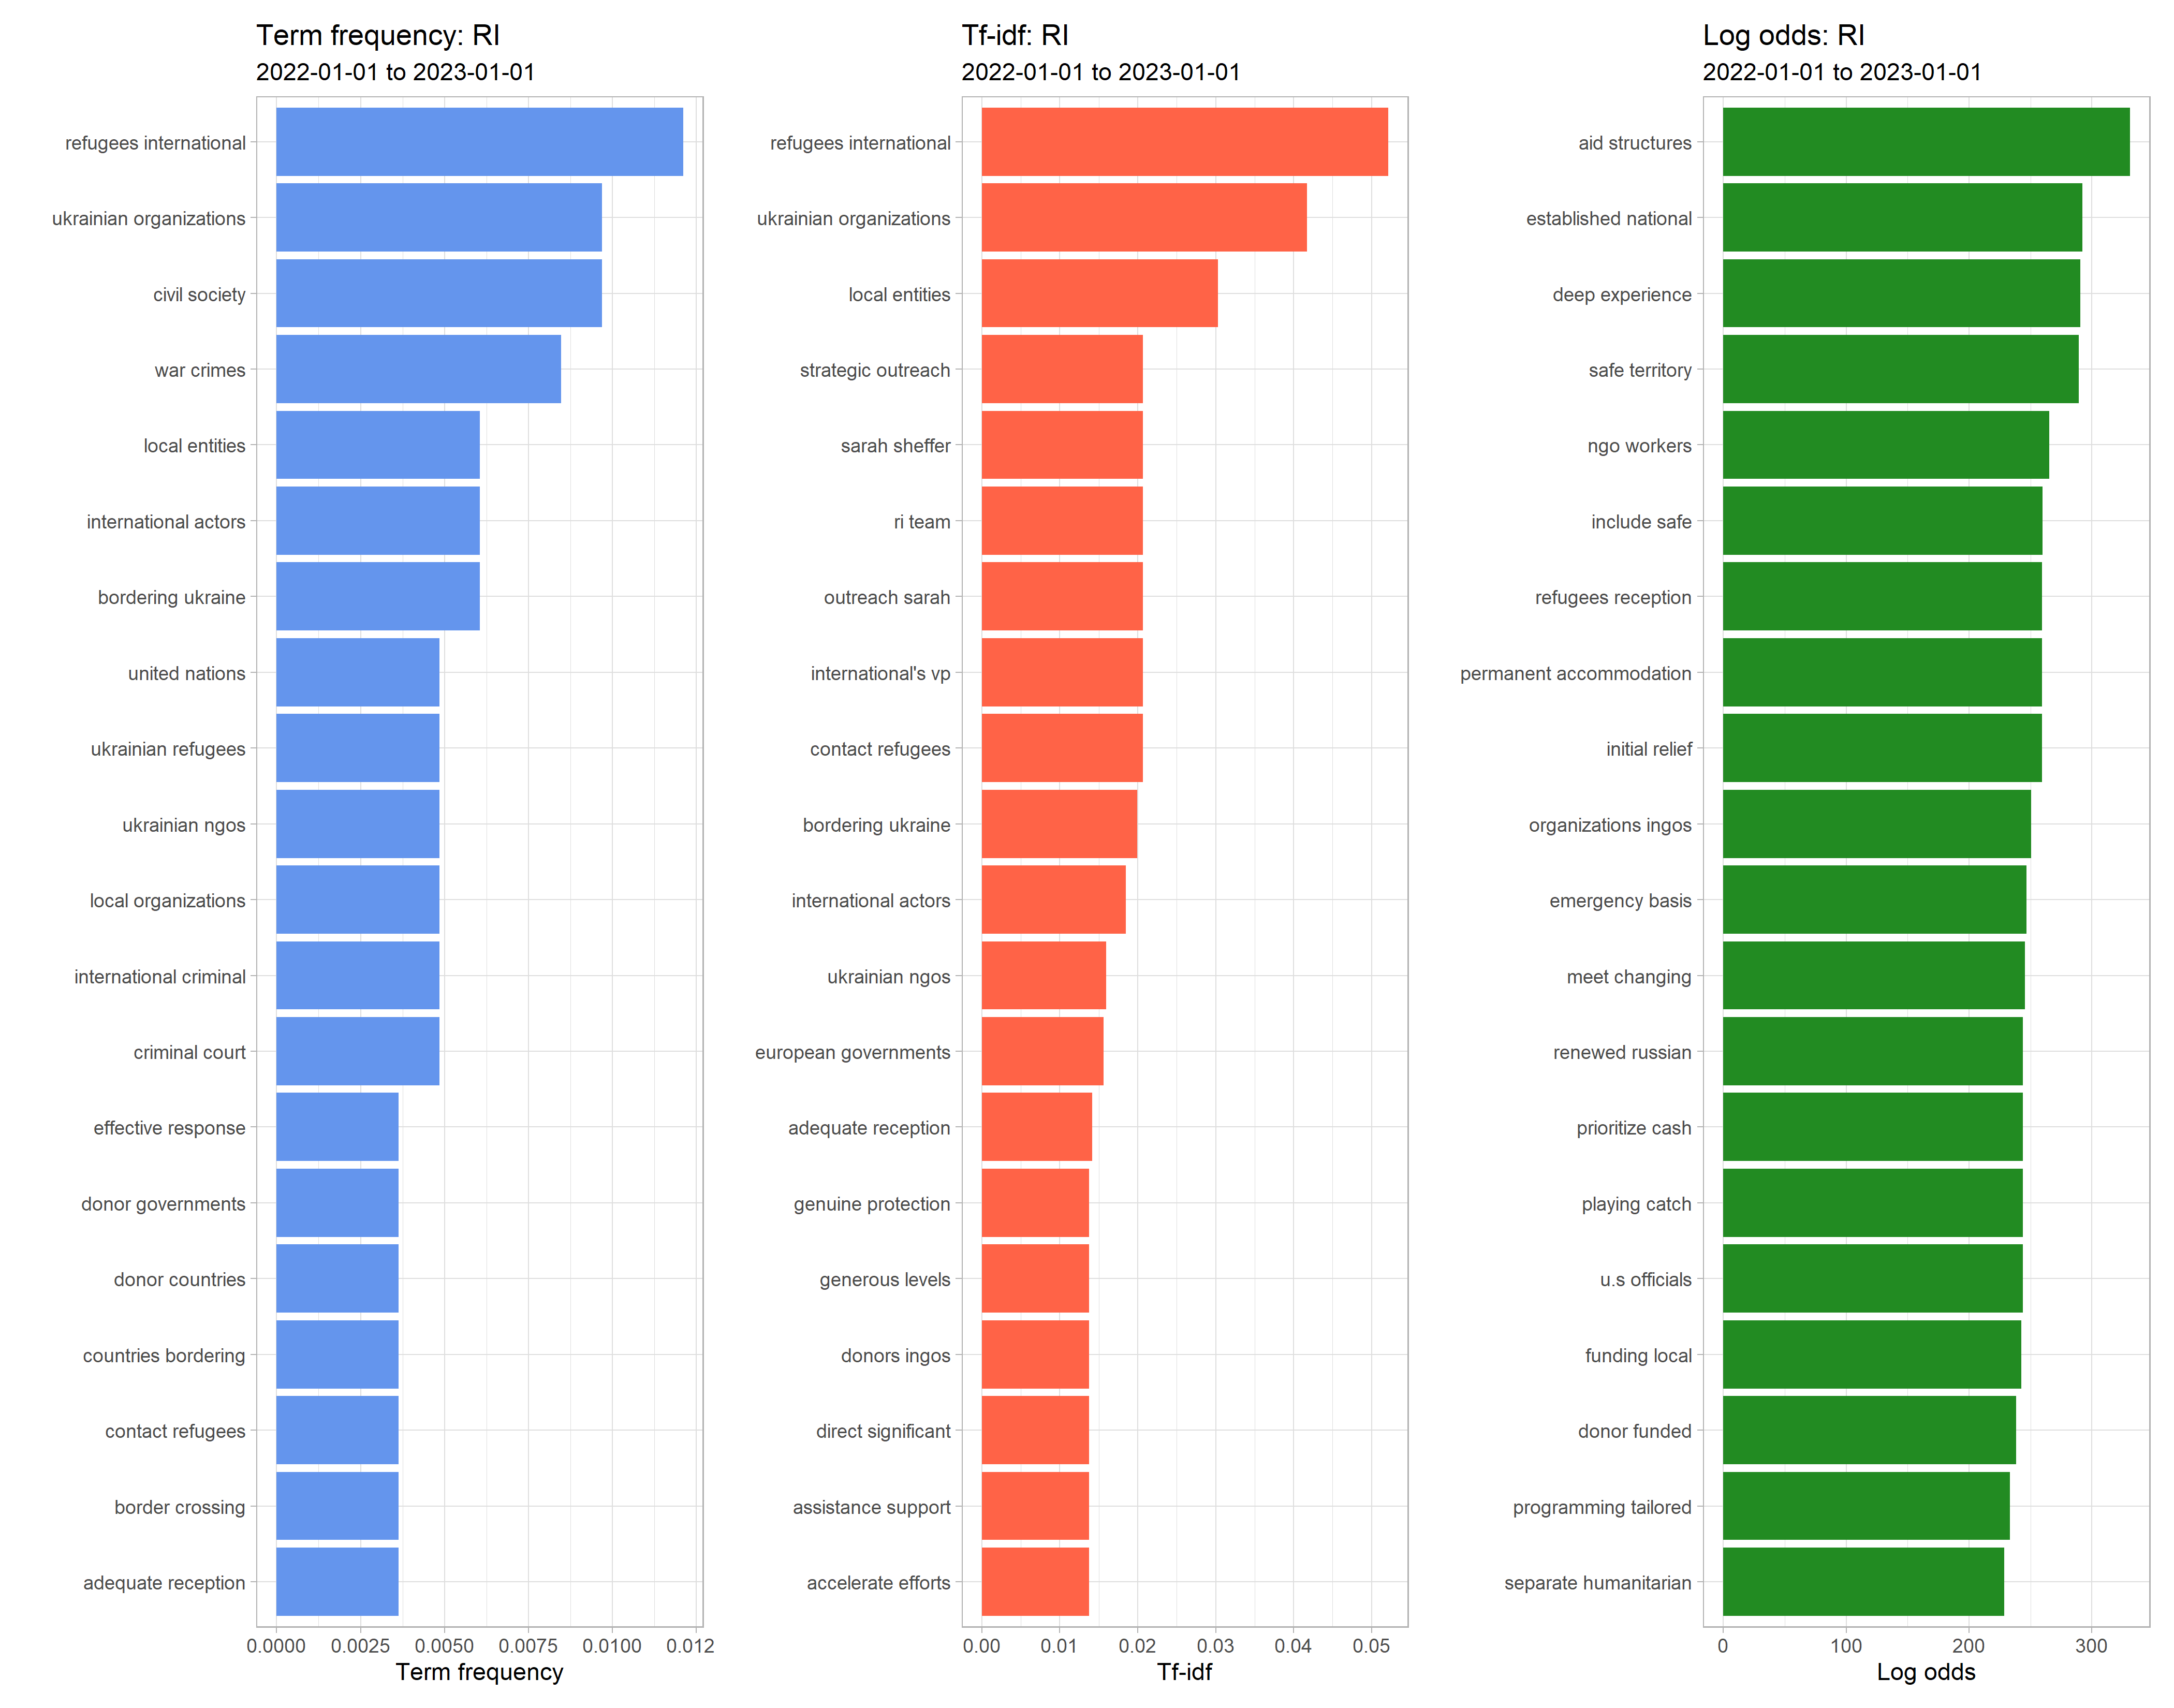 Term frequency: RI
2022-01-01 to 2023-01-01
refugees international
ukrainian organizations
civil society
war crimes
local entities
international actors
bordering ukraine
united nations
ukrainian refugees
ukrainian ngos
local organizations
international criminal
criminal court
effective response
donor governments
donor countries
countries bordering
contact refugees
border crossing
adequate reception
0.0000 0.0025 0.0050 0.0075 0.0100 0.012
Term frequency
Tf-idf: RI
2022-01-01 to 2023-01-01
refugees international
ukrainian organizations
local entities
strategic outreach
sarah sheffer
ri team
outreach sarah
international's vp
contact refugees
bordering ukraine
international actors
ukrainian ngos
european governments
adequate reception
genuine protection
generous levels
donors ingos
direct significant
assistance support
accelerate efforts
0.00 0.01 0.02 0.03 0.04 0.05
Tf-idf
Log odds: RI
2022-01-01 to 2023-01-01
aid structures
established national
deep experience
safe territory
ngo workers
include safe
refugees reception
permanent accommodation
initial relief
organizations ingos
emergency basis
meet changing
renewed russian
prioritize cash
playing catch
u.s officials
funding local
donor funded
programming tailored
separate humanitarian
0 100 200 300
Log odds